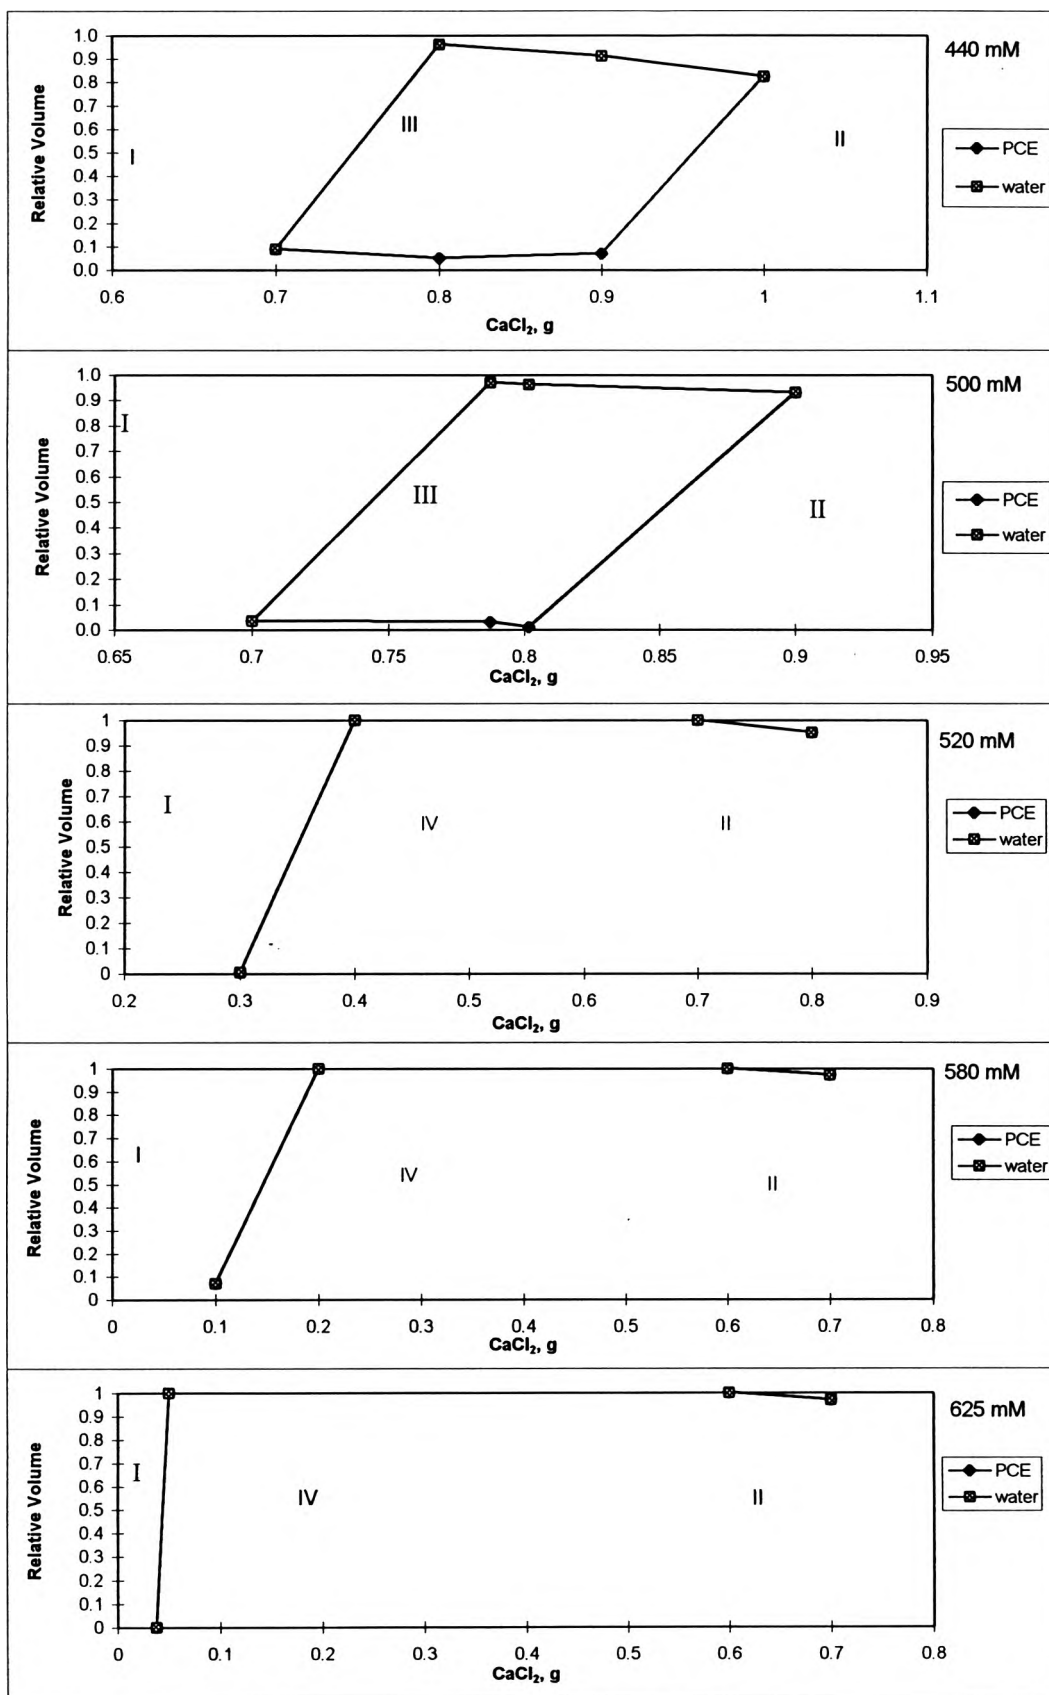 440 mM
Relative Volume
1.0
0.9
0.8
0.7
0.6
0.5
0.4
0.3
0.2
0.1
0.0
I
III
II
PCE
water
0.6 0.7 0.8 0.9 1 1.1
CaCl₂, g
500 mM
Relative Volume
1.0
0.9
0.8
0.7
0.6
0.5
0.4
0.3
0.2
0.1
0.0
I
III
II
PCE
water
0.65 0.7 0.75 0.8 0.85 0.9 0.95
CaCl₂, g
520 mM
Relative Volume
1
0.9
0.8
0.7
0.6
0.5
0.4
0.3
0.2
0.1
0
I
IV
II
PCE
water
0.2 0.3 0.4 0.5 0.6 0.7 0.8 0.9
CaCl₂, g
580 mM
Relative Volume
1
0.9
0.8
0.7
0.6
0.5
0.4
0.3
0.2
0.1
0
I
IV
II
PCE
water
0 0.1 0.2 0.3 0.4 0.5 0.6 0.7 0.8
CaCl₂, g
625 mM
Relative Volume
1
0.9
0.8
0.7
0.6
0.5
0.4
0.3
0.2
0.1
0
I
IV
II
PCE
water
0 0.1 0.2 0.3 0.4 0.5 0.6 0.7 0.8
CaCl₂, g